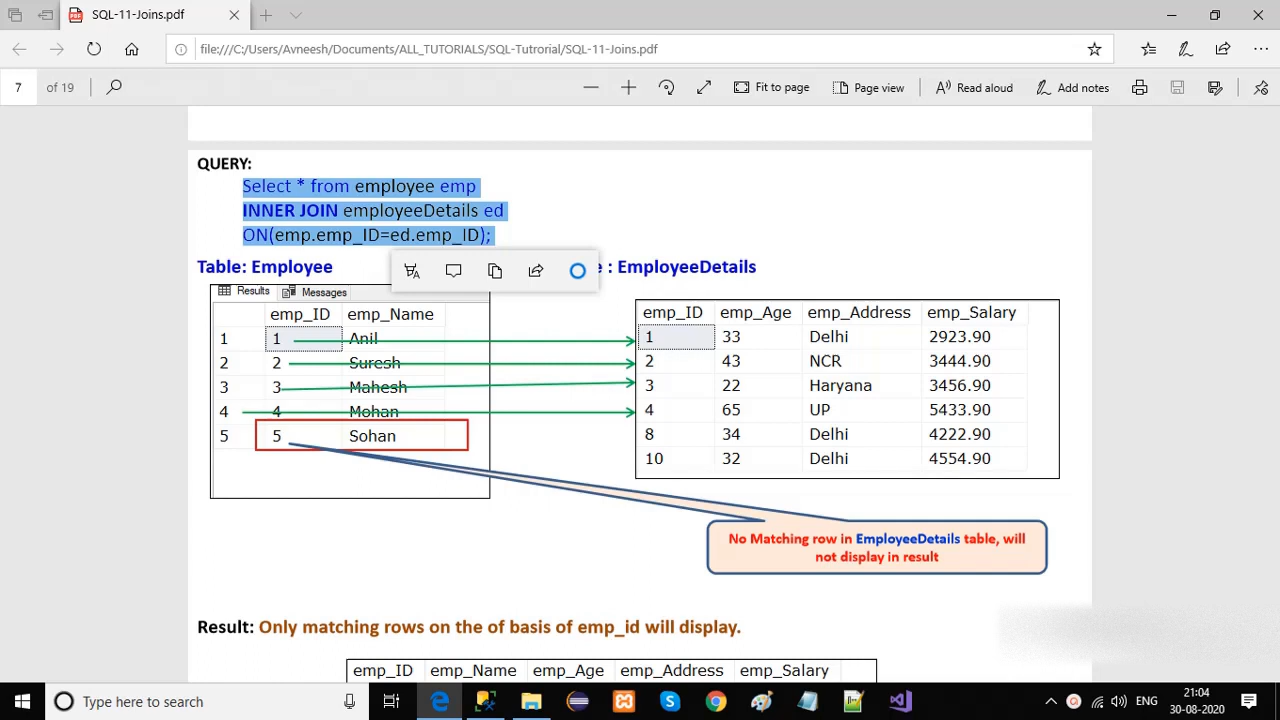 SQL-11-Joins.pdf
file:///C:/Users/Avneesh/Documents/ALL_TUTORIALS/SQL-Tutrorial/SQL-11-Joins.pdf
7 of 19 Fit to page Page view Read aloud Add notes
QUERY:
Select * from employee emp
INNER JOIN employeeDetails ed
ON(emp.emp_ID=ed.emp_ID);
Table: Employee
e : EmployeeDetails
Results Messages
emp_ID emp_Name
1 1 Anil
2 2 Suresh
3 3 Mahesh
4 4 Mohan
5 5 Sohan
emp_ID emp_Age emp_Address emp_Salary
1 33 Delhi 2923.90
2 43 NCR 3444.90
3 22 Haryana 3456.90
4 65 UP 5433.90
8 34 Delhi 4222.90
10 32 Delhi 4554.90
No Matching row in EmployeeDetails table, will
not display in result
Result: Only matching rows on the of basis of emp_id will display.
emp_ID emp_Name emp_Age emp_Address emp_Salary
Type here to search
ENG
21:04
30-08-2020